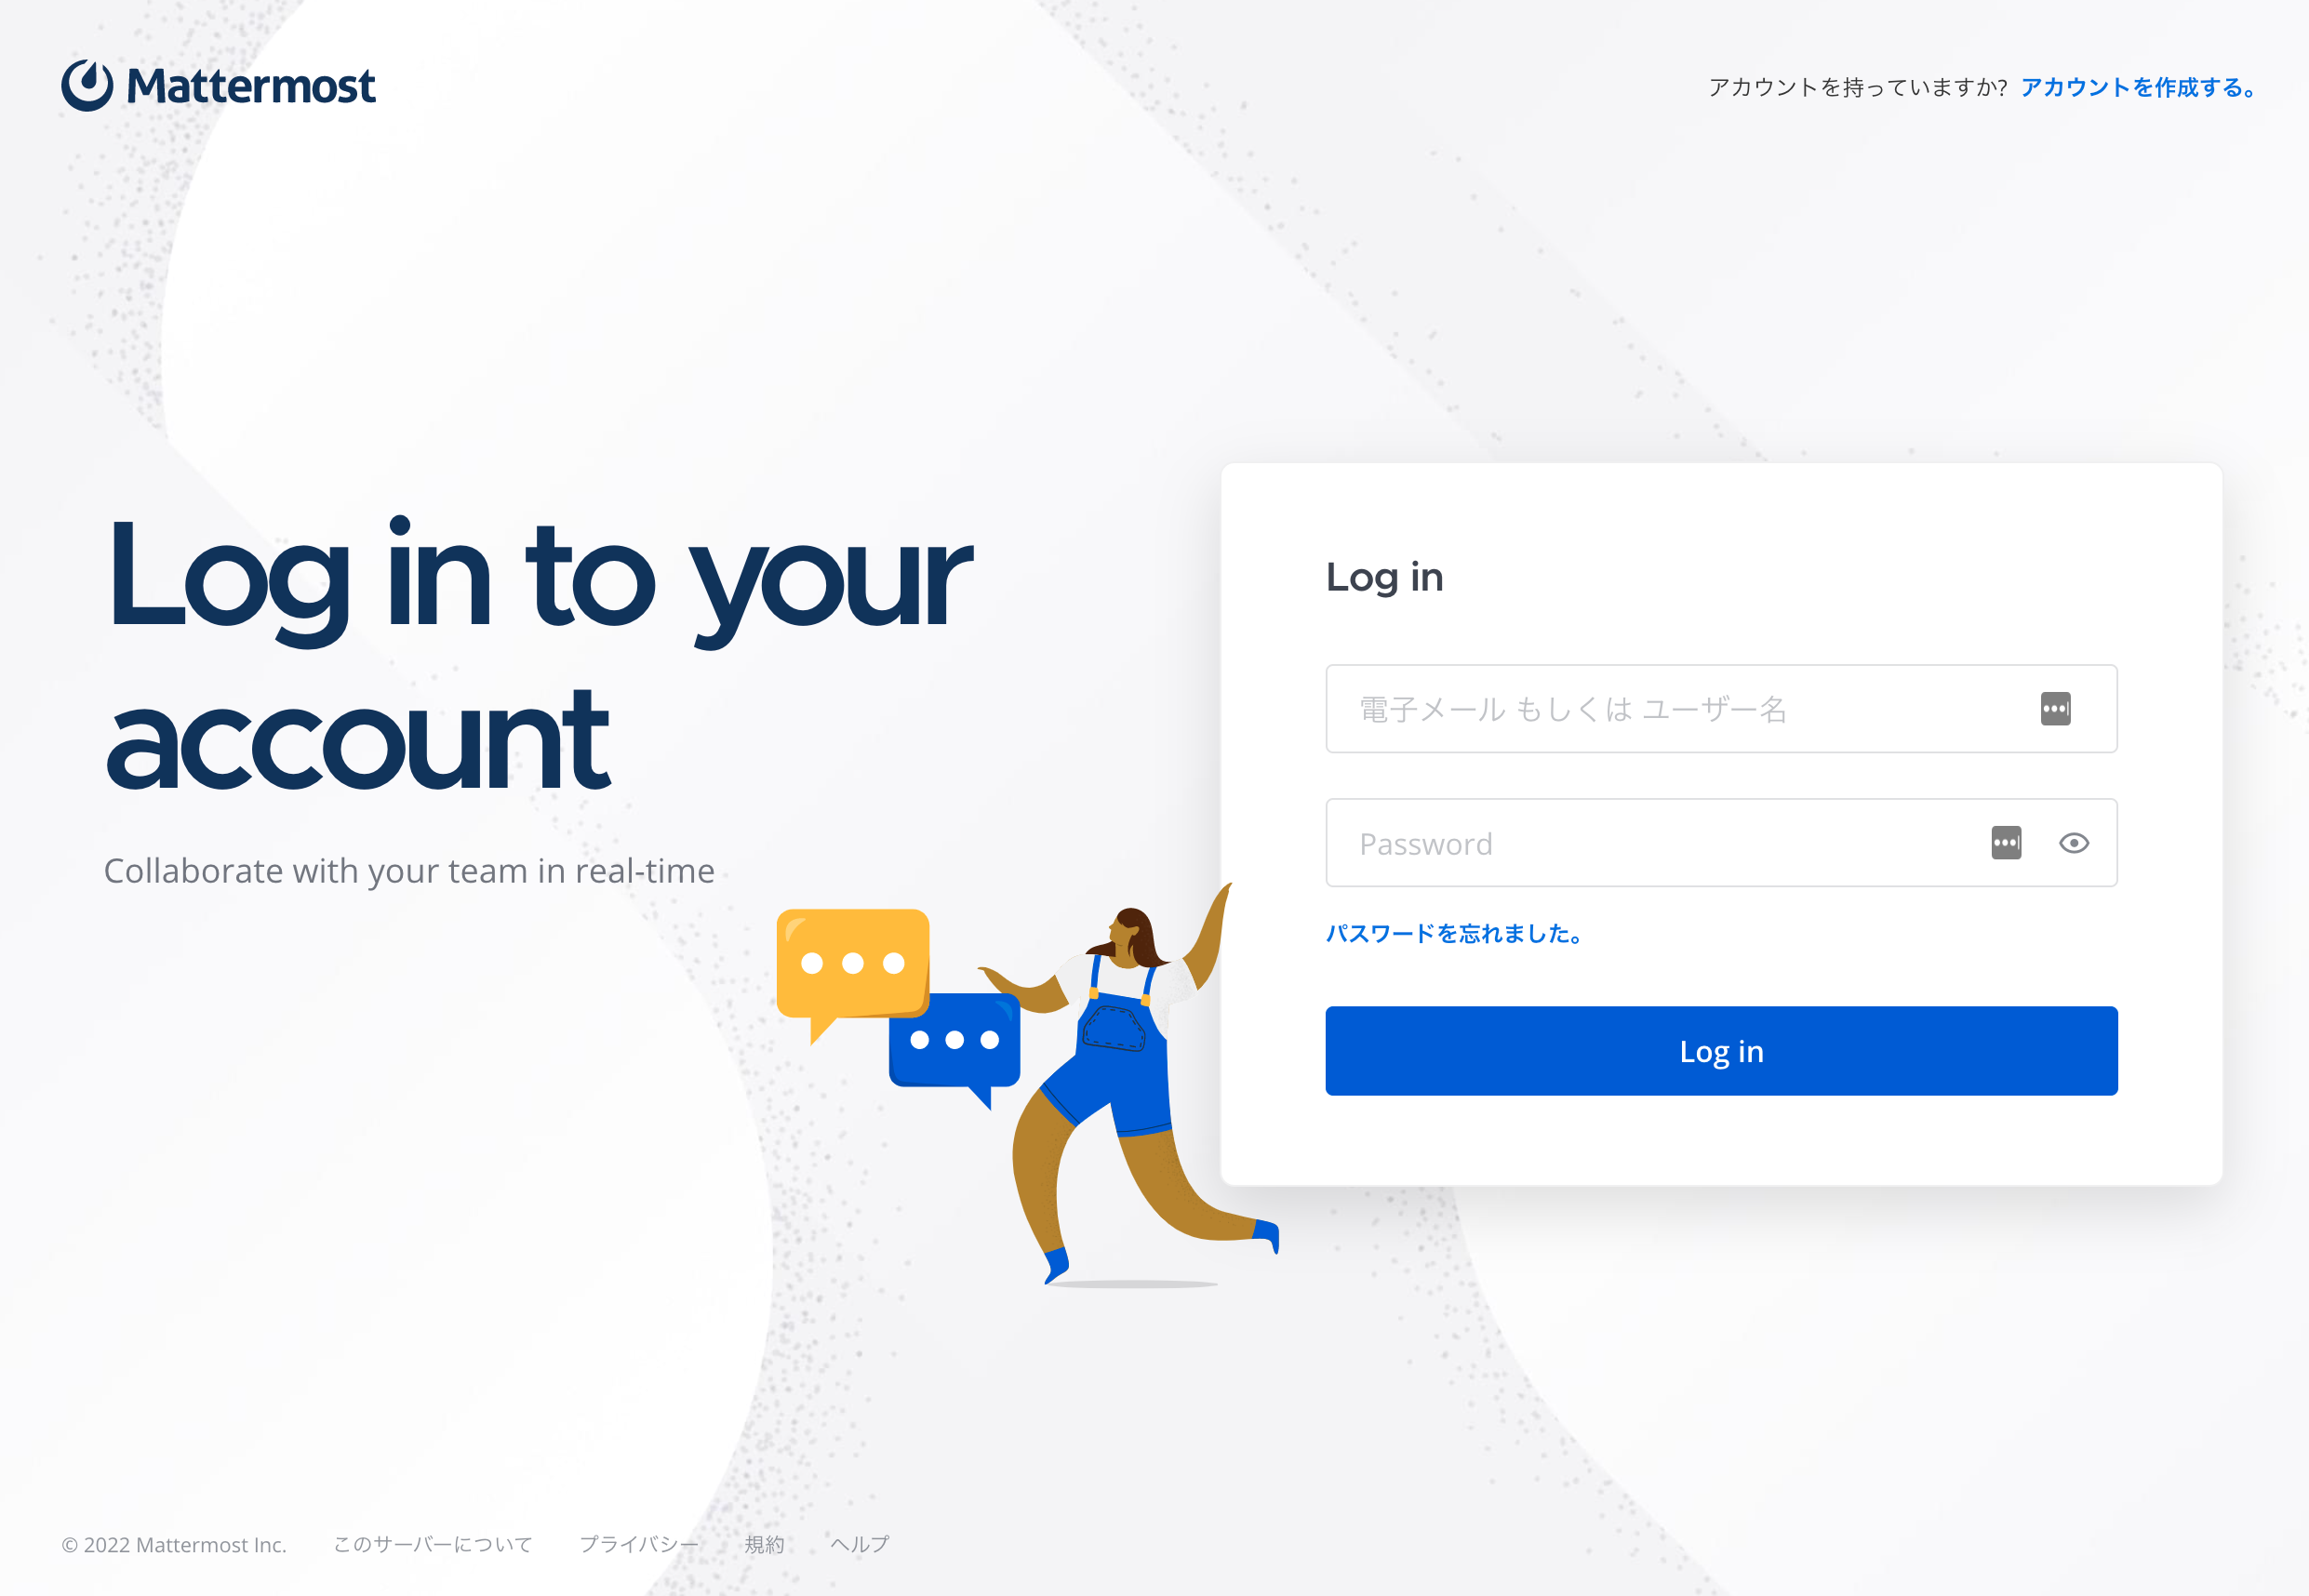 Mattermost
アカウントを持っていますか? アカウントを作成する。
Log in to your
account
Collaborate with your team in real-time
Log in
電子メール もしくは ユーザー名
Password
パスワードを忘れました。
Log in
© 2022 Mattermost Inc. このサーバーについて プライバシー 規約 ヘルプ